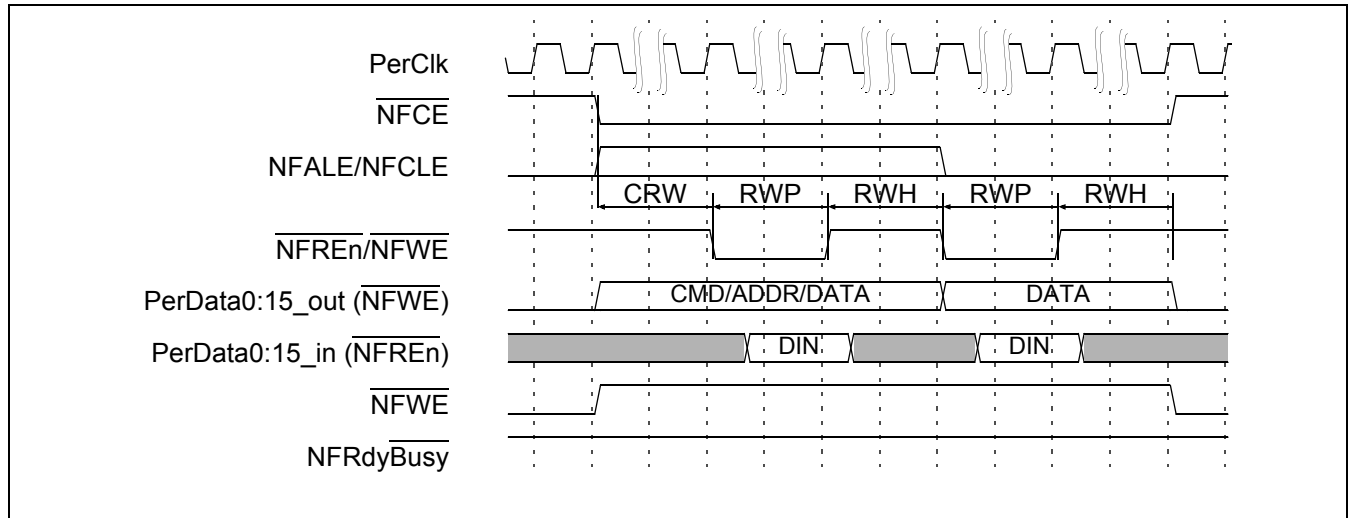 PerClk
NFCE
NFALE/NFCLE
CRW RWP RWH RWP RWH
NFREn/NFWE
PerData0:15_out (NFWE) CMD/ADDR/DATA DATA
PerData0:15_in (NFREn) DIN DIN
NFWE
NFRdyBusy